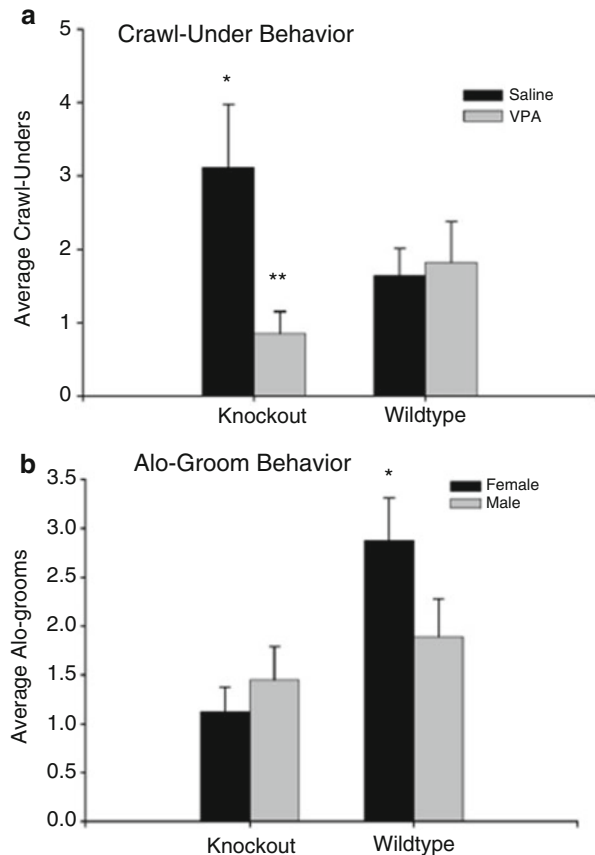 a
Crawl-Under Behavior
5
4
3
2
1
0
Average Crawl-Unders
*
**
Saline
VPA
Knockout
Wildtype
b
Alo-Groom Behavior
3.5
3.0
2.5
2.0
1.5
1.0
0.5
0.0
Average Alo-grooms
*
Female
Male
Knockout
Wildtype